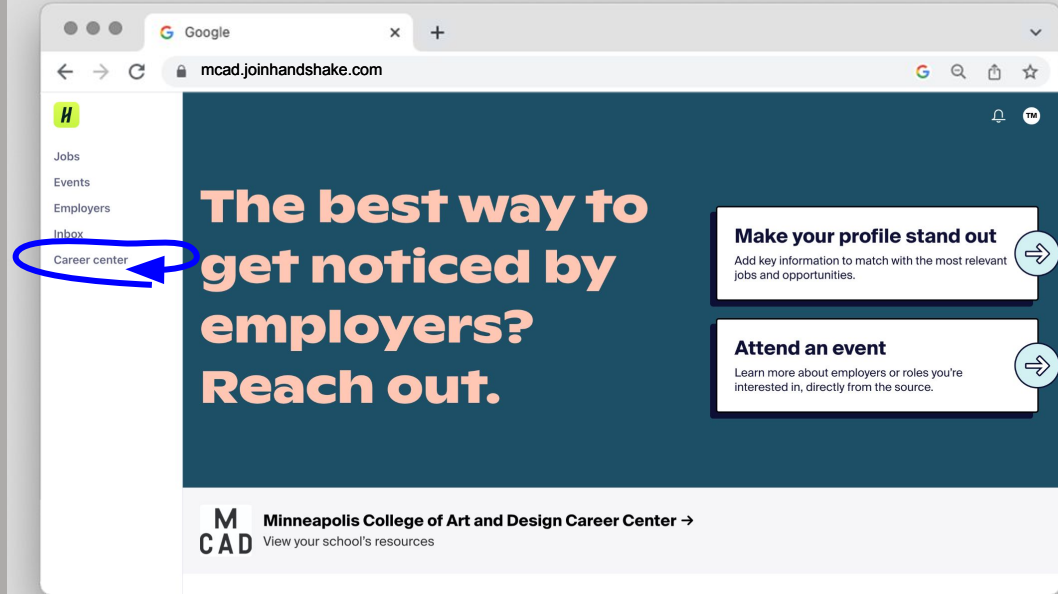 Google
mcad.joinhandshake.com
H
TM
Jobs
Events
Employers
Inbox
Career center
The best way to
get noticed by
employers?
Reach out.
Make your profile stand out
Add key information to match with the most relevant
jobs and opportunities.
Attend an event
Learn more about employers or roles you're
interested in, directly from the source.
M
CAD
Minneapolis College of Art and Design Career Center →
View your school's resources